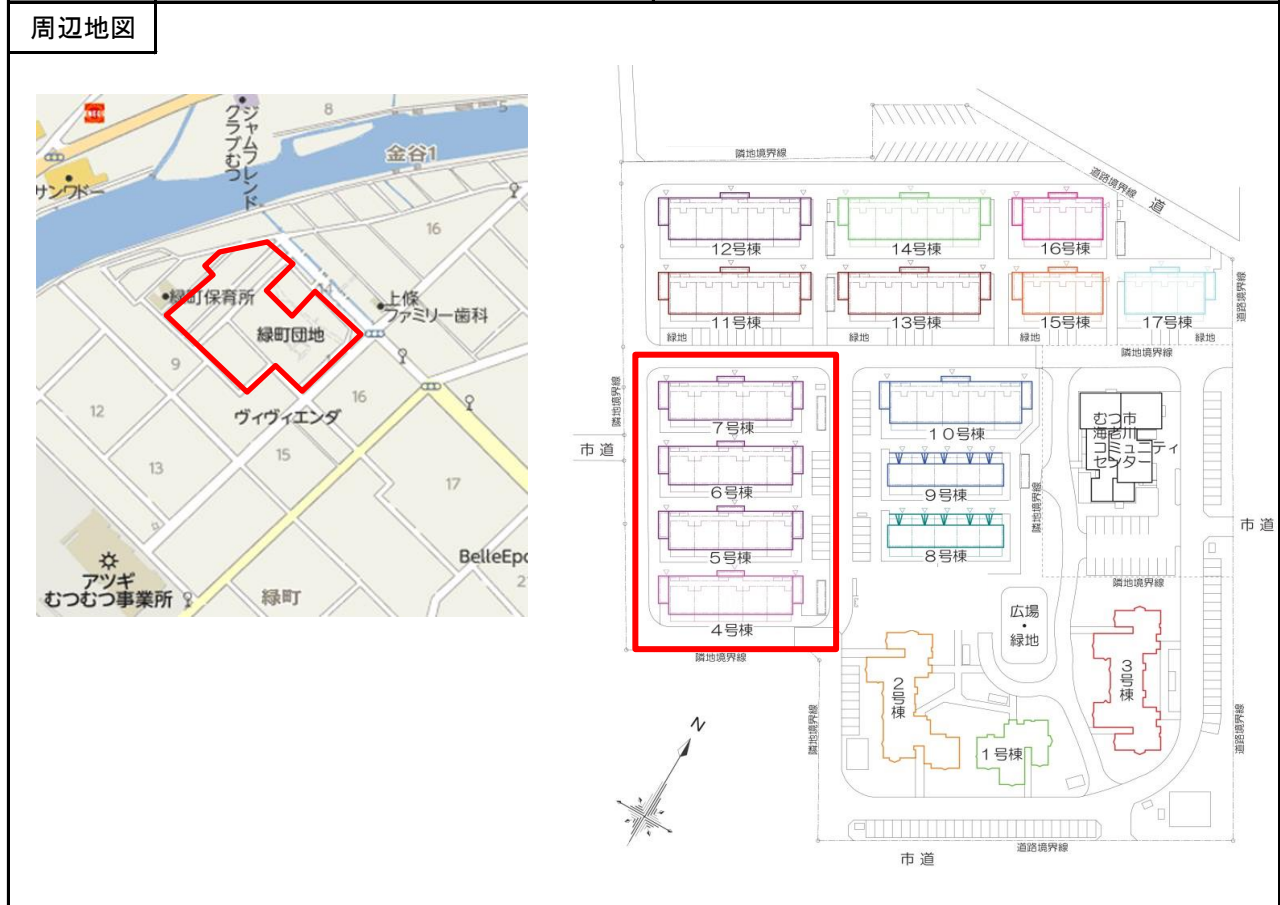 周辺地図
8
5
ジャムフレンド
クラブむつ
金谷1
サンワドー
16
緑町保育所
上條
ファミリー歯科
緑町団地
9
16
12
ヴィヴィエンダ
15
13
17
BelleEpo
アツギ
むつむつ事業所
緑町
2
隣地境界線
道路境界線
道
12号棟
14号棟
16号棟
11号棟
13号棟
15号棟
17号棟
道路境界線
緑地
緑地
緑地
緑地
隣地境界線
隣地境界線
市道
7号棟
6号棟
5号棟
4号棟
隣地境界線
10号棟
9号棟
8号棟
隣地境界線
むつ市
海老川
コミュニティ
センター
隣地境界線
市道
広場
・
緑地
2号棟
1号棟
3号棟
隣地境界線
道路境界線
N
道路境界線
市道